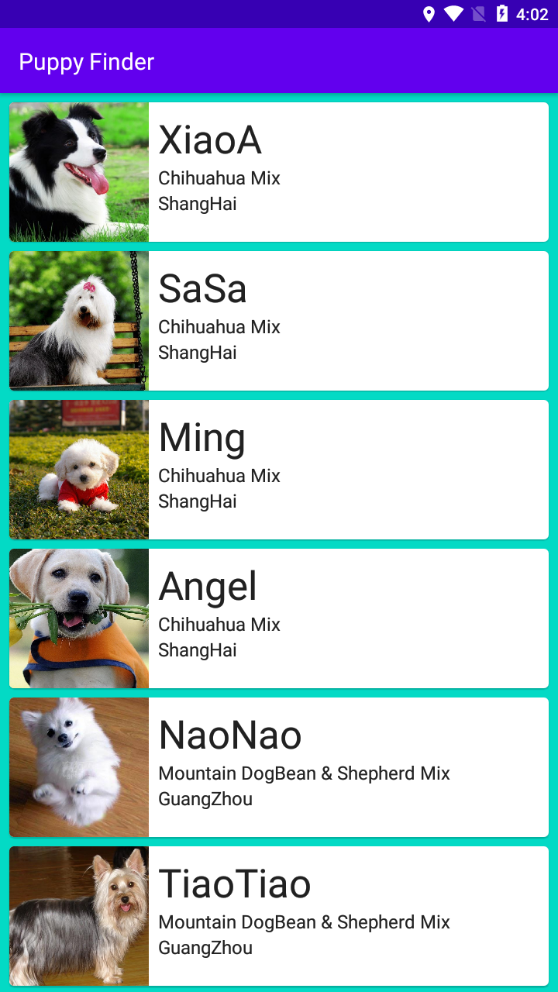 4:02
Puppy Finder
XiaoA
Chihuahua Mix
ShangHai
SaSa
Chihuahua Mix
ShangHai
Ming
Chihuahua Mix
ShangHai
Angel
Chihuahua Mix
ShangHai
NaoNao
Mountain DogBean & Shepherd Mix
GuangZhou
TiaoTiao
Mountain DogBean & Shepherd Mix
GuangZhou